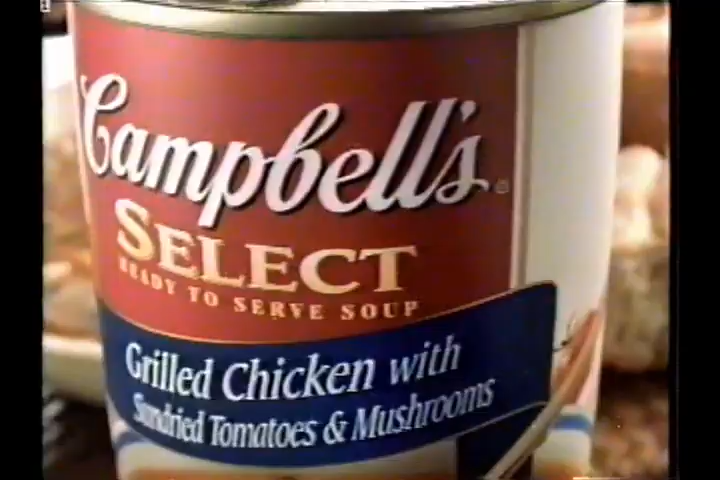 Campbell's®
SELECT
READY TO SERVE SOUP
Grilled Chicken with
Sundried Tomatoes & Mushrooms